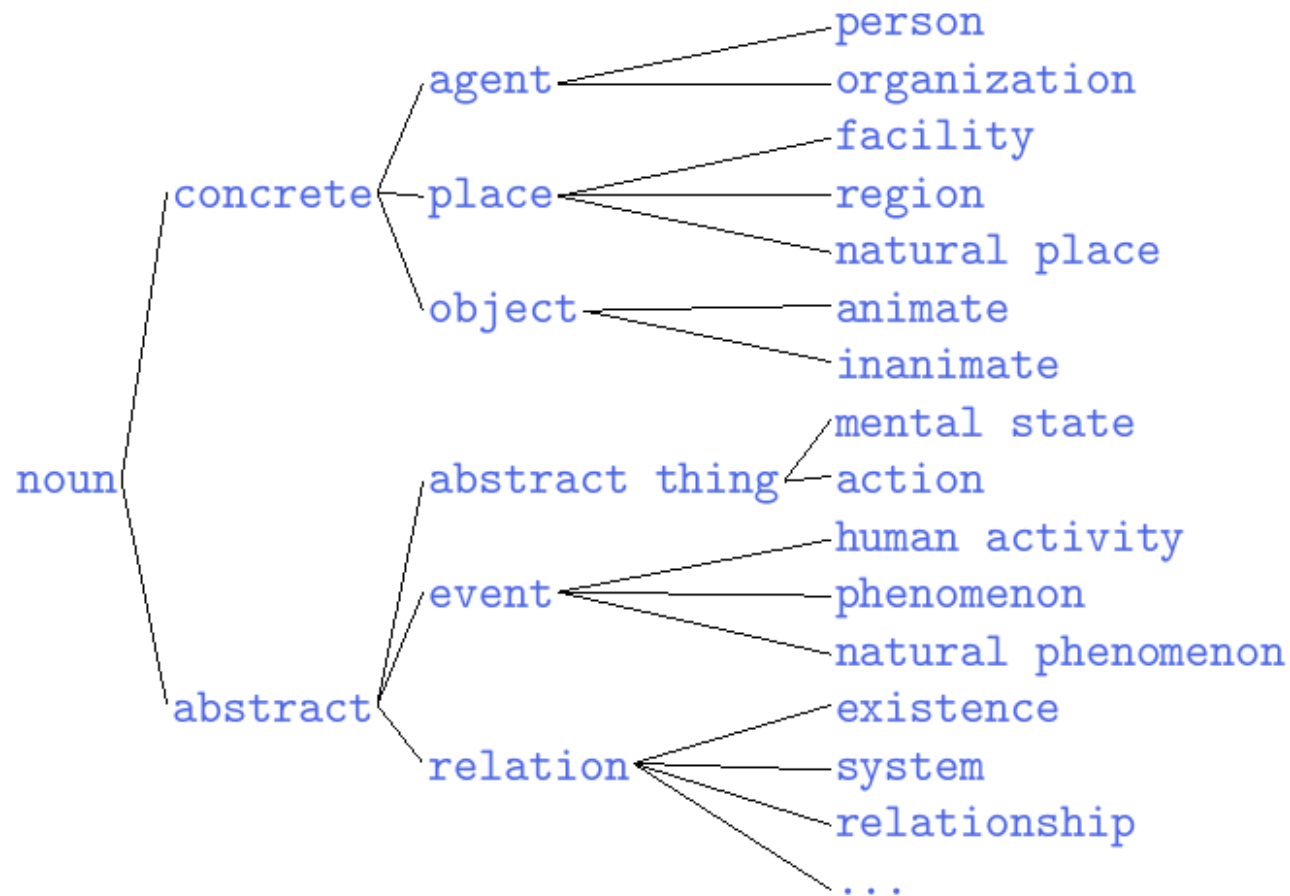 person
agent
organization
facility
concrete
place
region
natural place
object
animate
inanimate
mental state
noun
abstract thing
action
human activity
event
phenomenon
natural phenomenon
abstract
existence
relation
system
relationship
...